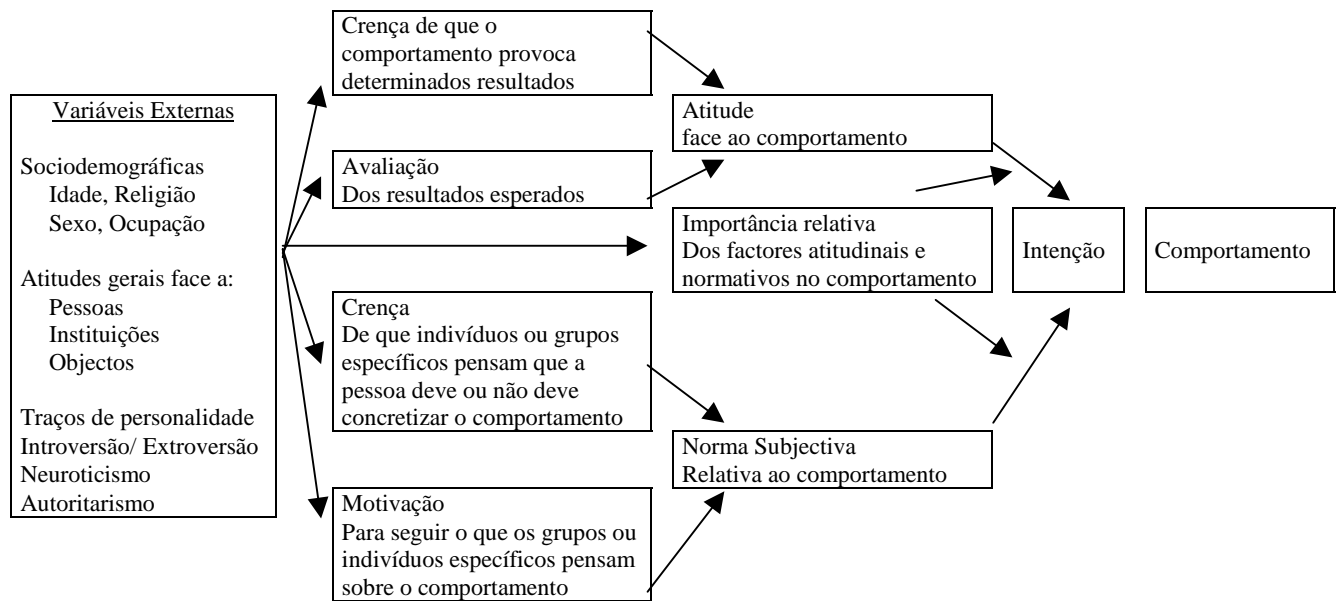 Variáveis Externas
Sociodemográficas
Idade, Religião
Sexo, Ocupação
Atitudes gerais face a:
Pessoas
Instituições
Objectos
Traços de personalidade
Introversão/ Extroversão
Neuroticismo
Autoritarismo
Crença de que o
comportamento provoca
determinados resultados
Avaliação
Dos resultados esperados
Crença
De que indivíduos ou grupos
específicos pensam que a
pessoa deve ou não deve
concretizar o comportamento
Motivação
Para seguir o que os grupos ou
indivíduos específicos pensam
sobre o comportamento
Atitude
face ao comportamento
Importância relativa
Dos factores atitudinais e
normativos no comportamento
Norma Subjectiva
Relativa ao comportamento
Intenção
Comportamento